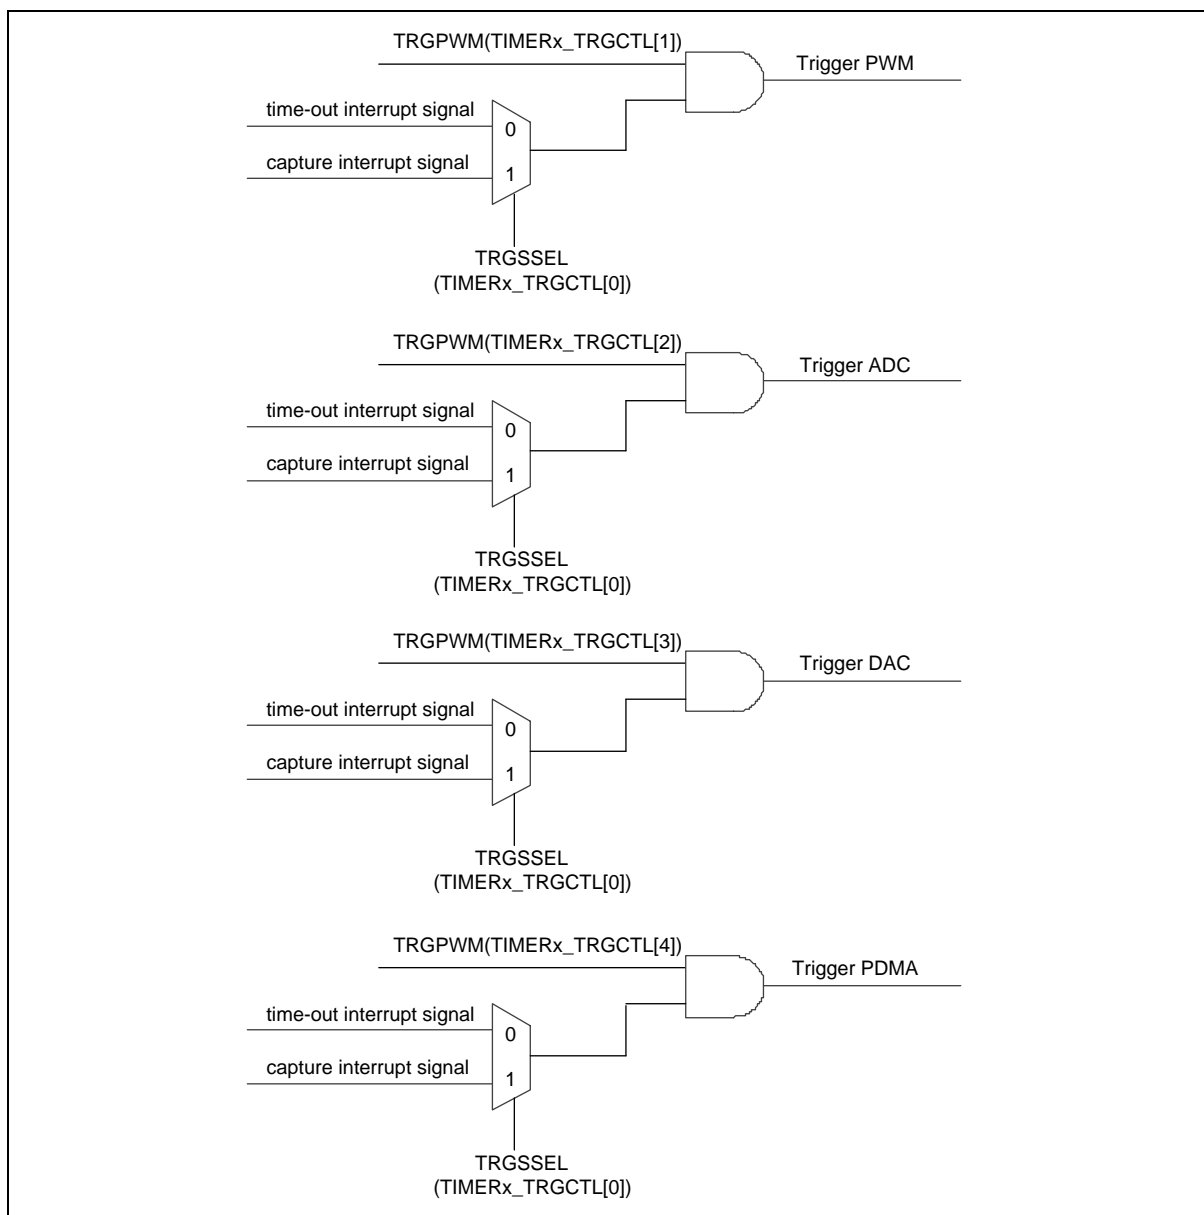 TRGPWM(TIMERx_TRGCTL[1])
Trigger PWM
time-out interrupt signal
0
capture interrupt signal
1
TRGSSEL
(TIMERx_TRGCTL[0])
TRGPWM(TIMERx_TRGCTL[2])
Trigger ADC
time-out interrupt signal
0
capture interrupt signal
1
TRGSSEL
(TIMERx_TRGCTL[0])
TRGPWM(TIMERx_TRGCTL[3])
Trigger DAC
time-out interrupt signal
0
capture interrupt signal
1
TRGSSEL
(TIMERx_TRGCTL[0])
TRGPWM(TIMERx_TRGCTL[4])
Trigger PDMA
time-out interrupt signal
0
capture interrupt signal
1
TRGSSEL
(TIMERx_TRGCTL[0])